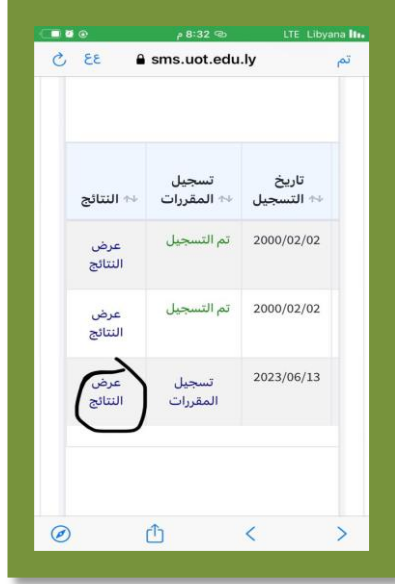 LTE Libyana 8:32 م
تم sms.uot.edu.ly عع
تاريخ التسجيل تسجيل المقررات النتائج
2000/02/02 تم التسجيل عرض النتائج
2000/02/02 تم التسجيل عرض النتائج
2023/06/13 تسجيل المقررات عرض النتائج